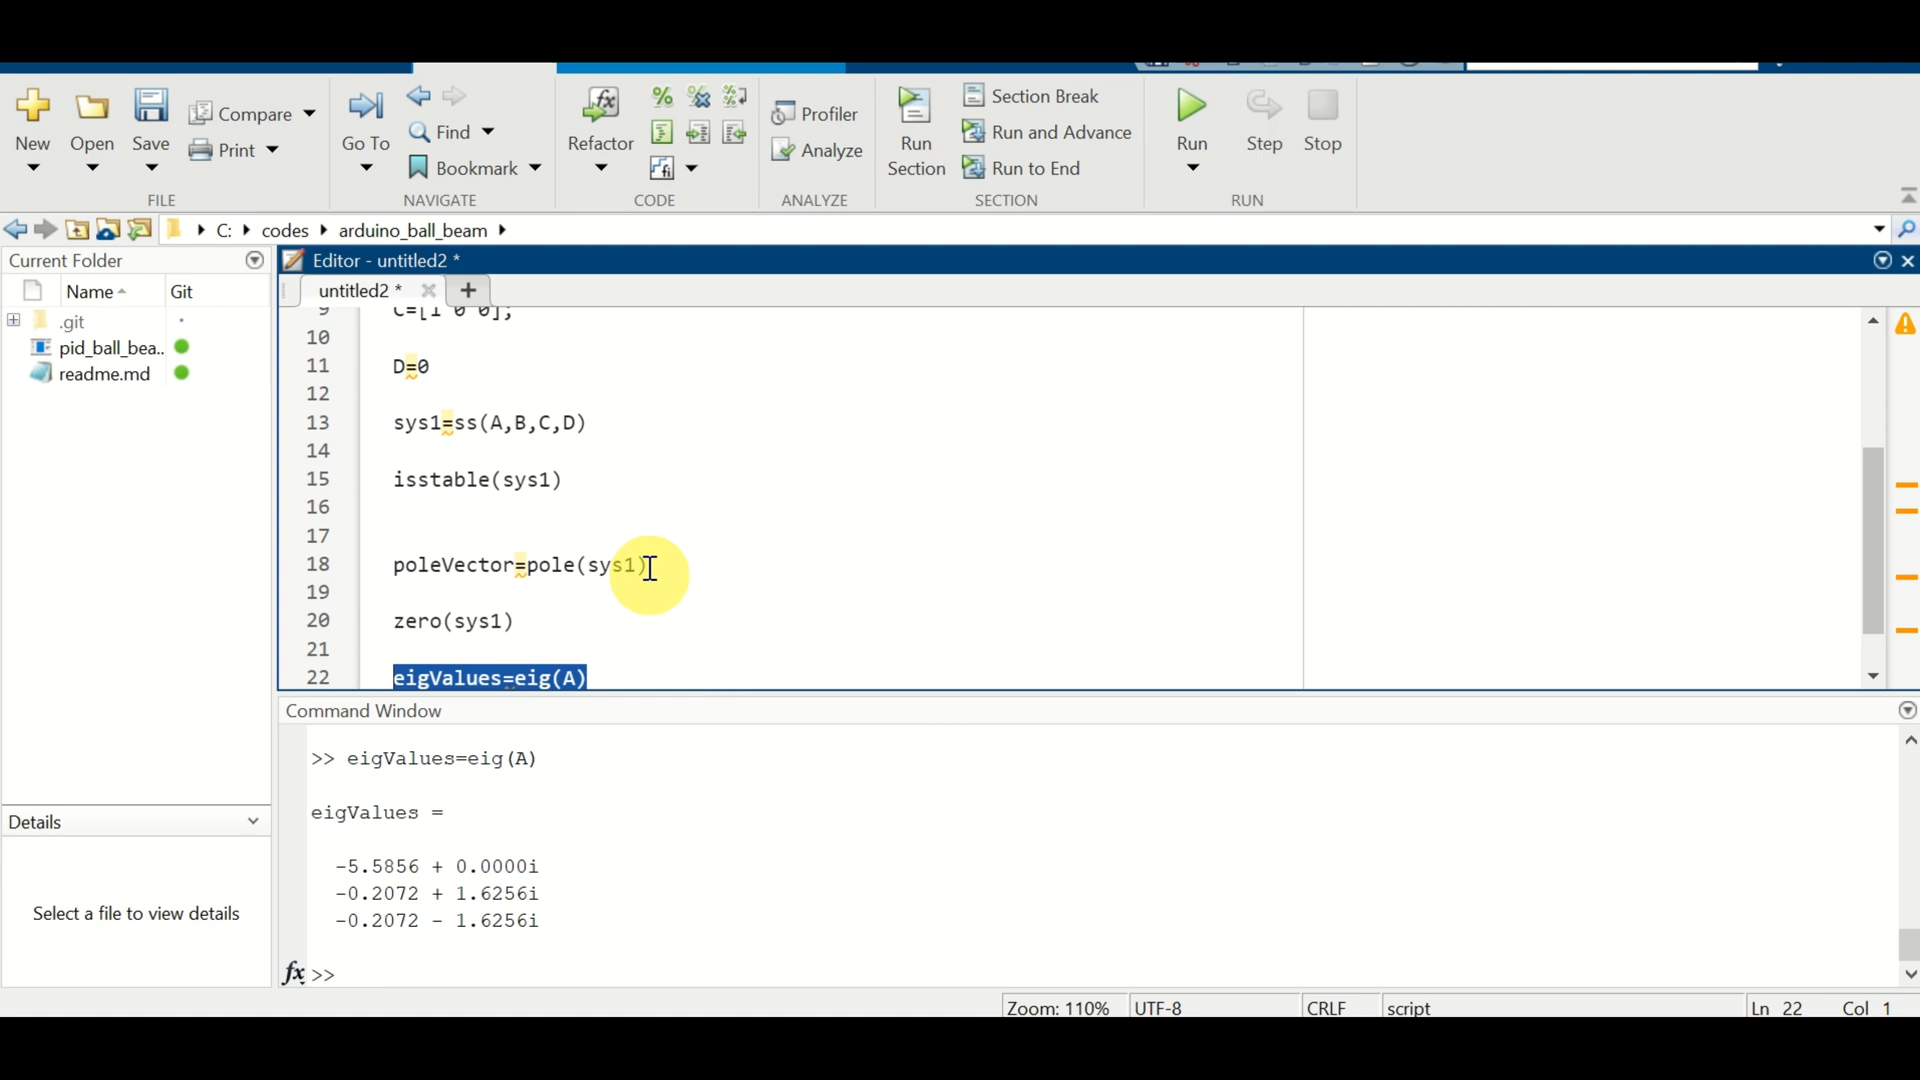 New
Open
Save
Compare
Print
FILE
Go To
Find
Bookmark
NAVIGATE
Refactor
CODE
Profiler
Analyze
ANALYZE
Run
Section
Section Break
Run and Advance
Run to End
SECTION
Run
Step
Stop
RUN
C: codes arduino_ball_beam
Current Folder
Name Git
.git
pid_ball_bea..
readme.md
Details
Select a file to view details
Editor - untitled2 *
untitled2 *
9 C=[1 0 0];
10
11 D=0
12
13 sys1=ss(A,B,C,D)
14
15 isstable(sys1)
16
17
18 poleVector=pole(sys1)
19
20 zero(sys1)
21
22 eigValues=eig(A)
Command Window
>> eigValues=eig(A)
eigValues =
-5.5856 + 0.0000i
-0.2072 + 1.6256i
-0.2072 - 1.6256i
fx >>
Zoom: 110% UTF-8 CRLF script Ln 22 Col 1